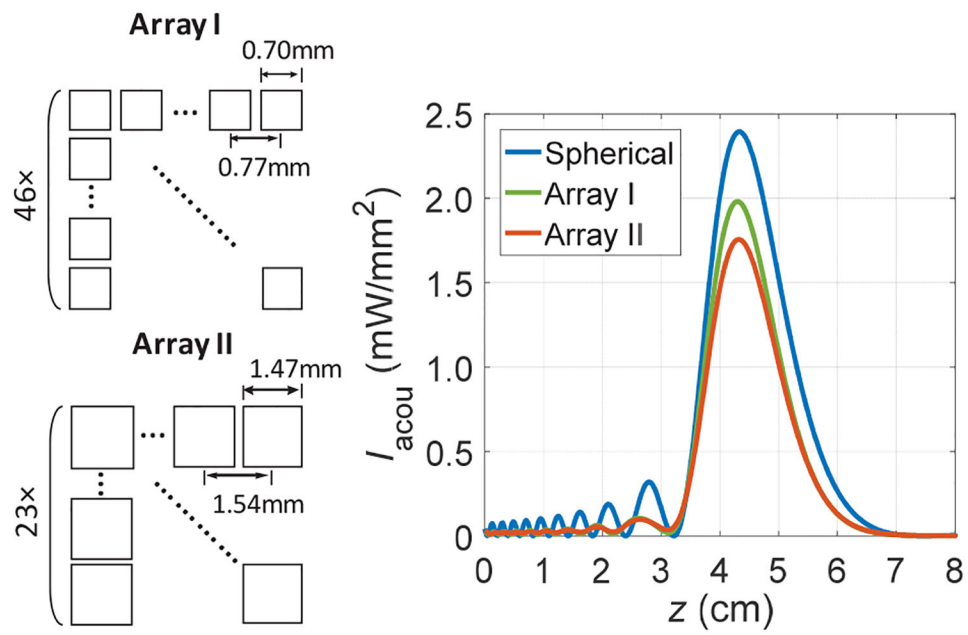 Array I
0.70mm
...
0.77mm
46×
Array II
1.47mm
...
1.54mm
23×
I acou (mW/mm²)
2.5
2.0
1.5
1.0
0.5
0
Spherical
Array I
Array II
0 1 2 3 4 5 6 7 8
z (cm)